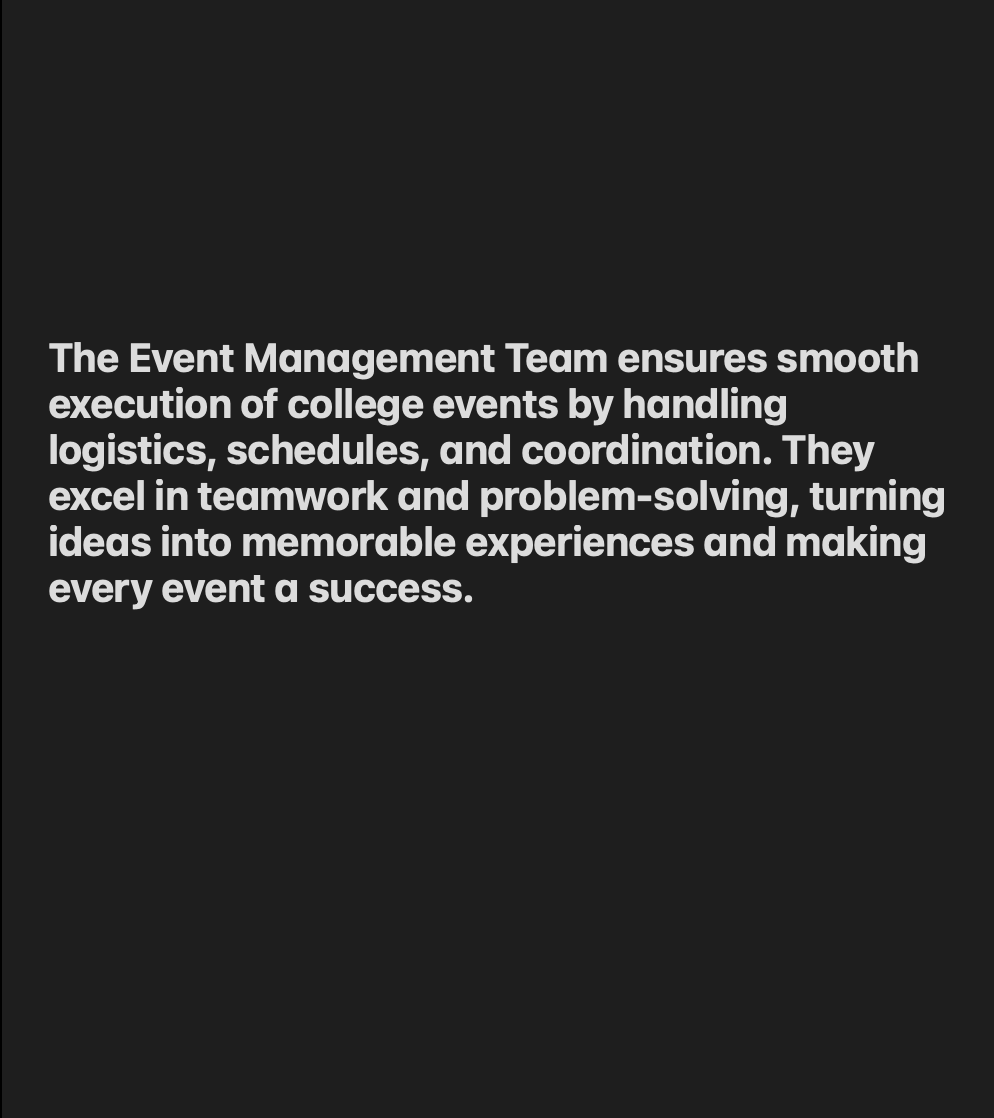 The Event Management Team ensures smooth
execution of college events by handling
logistics, schedules, and coordination. They
excel in teamwork and problem-solving, turning
ideas into memorable experiences and making
every event a success.